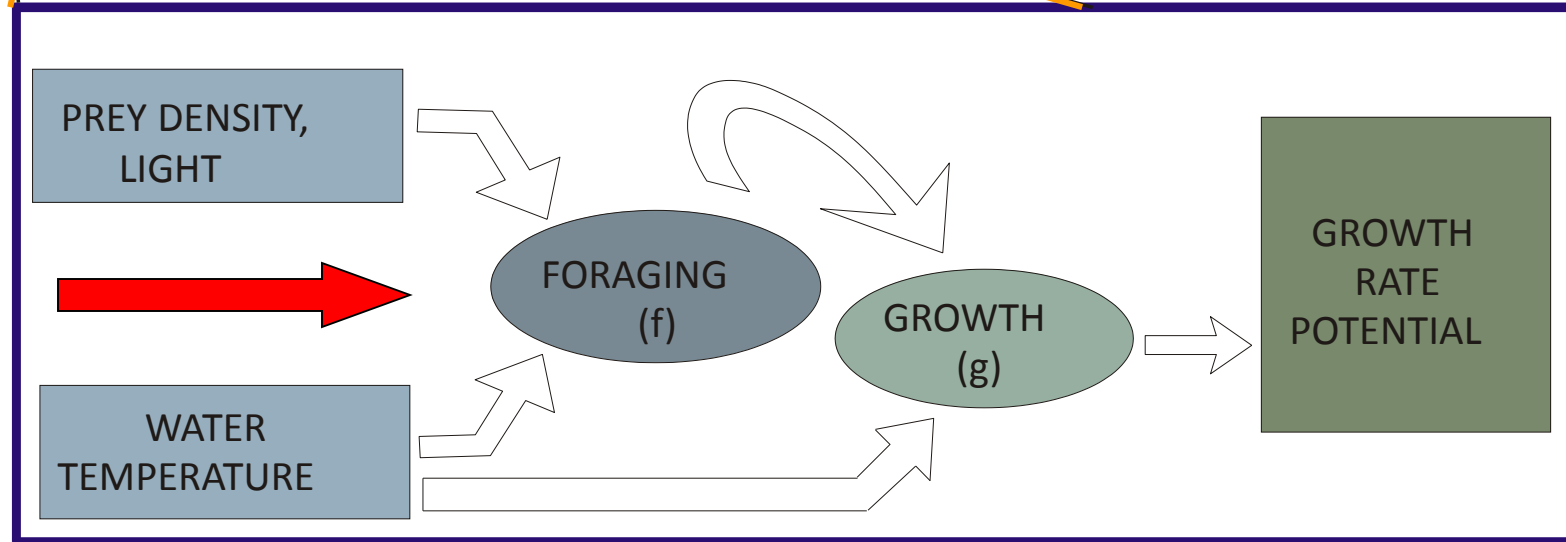 PREY DENSITY,
LIGHT
FORAGING
(f)
WATER
TEMPERATURE
GROWTH
(g)
GROWTH
RATE
POTENTIAL